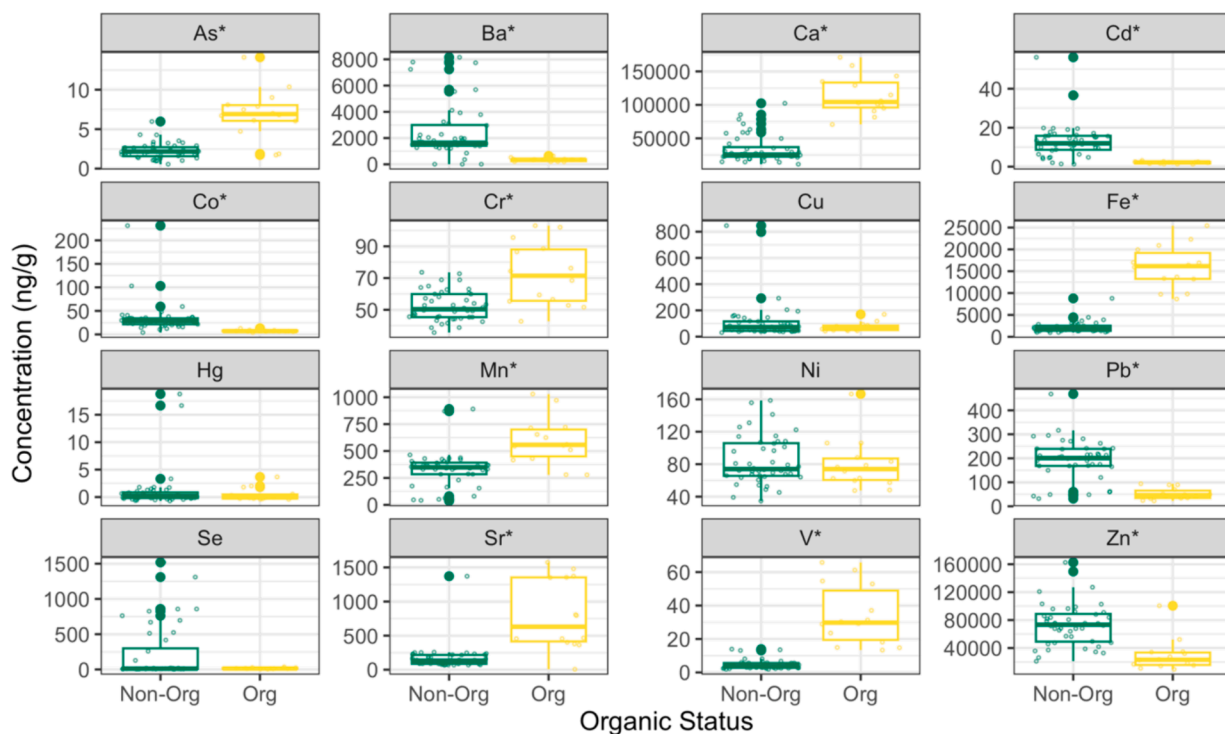 As* Ba* Ca* Cd*
15
10 8000 150000 40
6000 100000
5 4000 20
2000 50000
0 0 0
Co* Cr* Cu Fe*
200 90 800 25000
150 600 20000
100 70 400 15000
50 200 10000
50 5000
0 0 0
Hg Mn* Ni Pb*
15 1000 160 400
10 750 120 300
5 500 80 200
250 100
0 0 40 0
Se Sr* V* Zn*
1500 1500 60 160000
1000 1000 40 120000
500 500 20 80000
40000
0 0 0
Non-Org Org Non-Org Org Non-Org Org Non-Org Org
Organic Status
Concentration (ng/g)